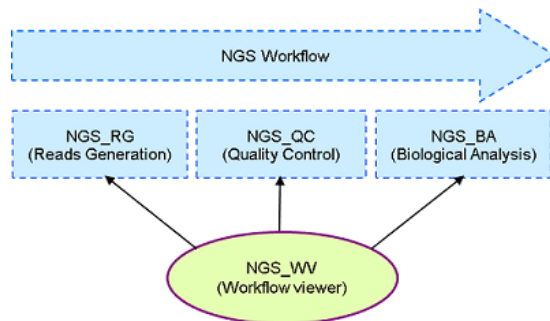 NGS Workflow
NGS_RG
(Reads Generation)
NGS_QC
(Quality Control)
NGS_BA
(Biological Analysis)
NGS_WV
(Workflow viewer)